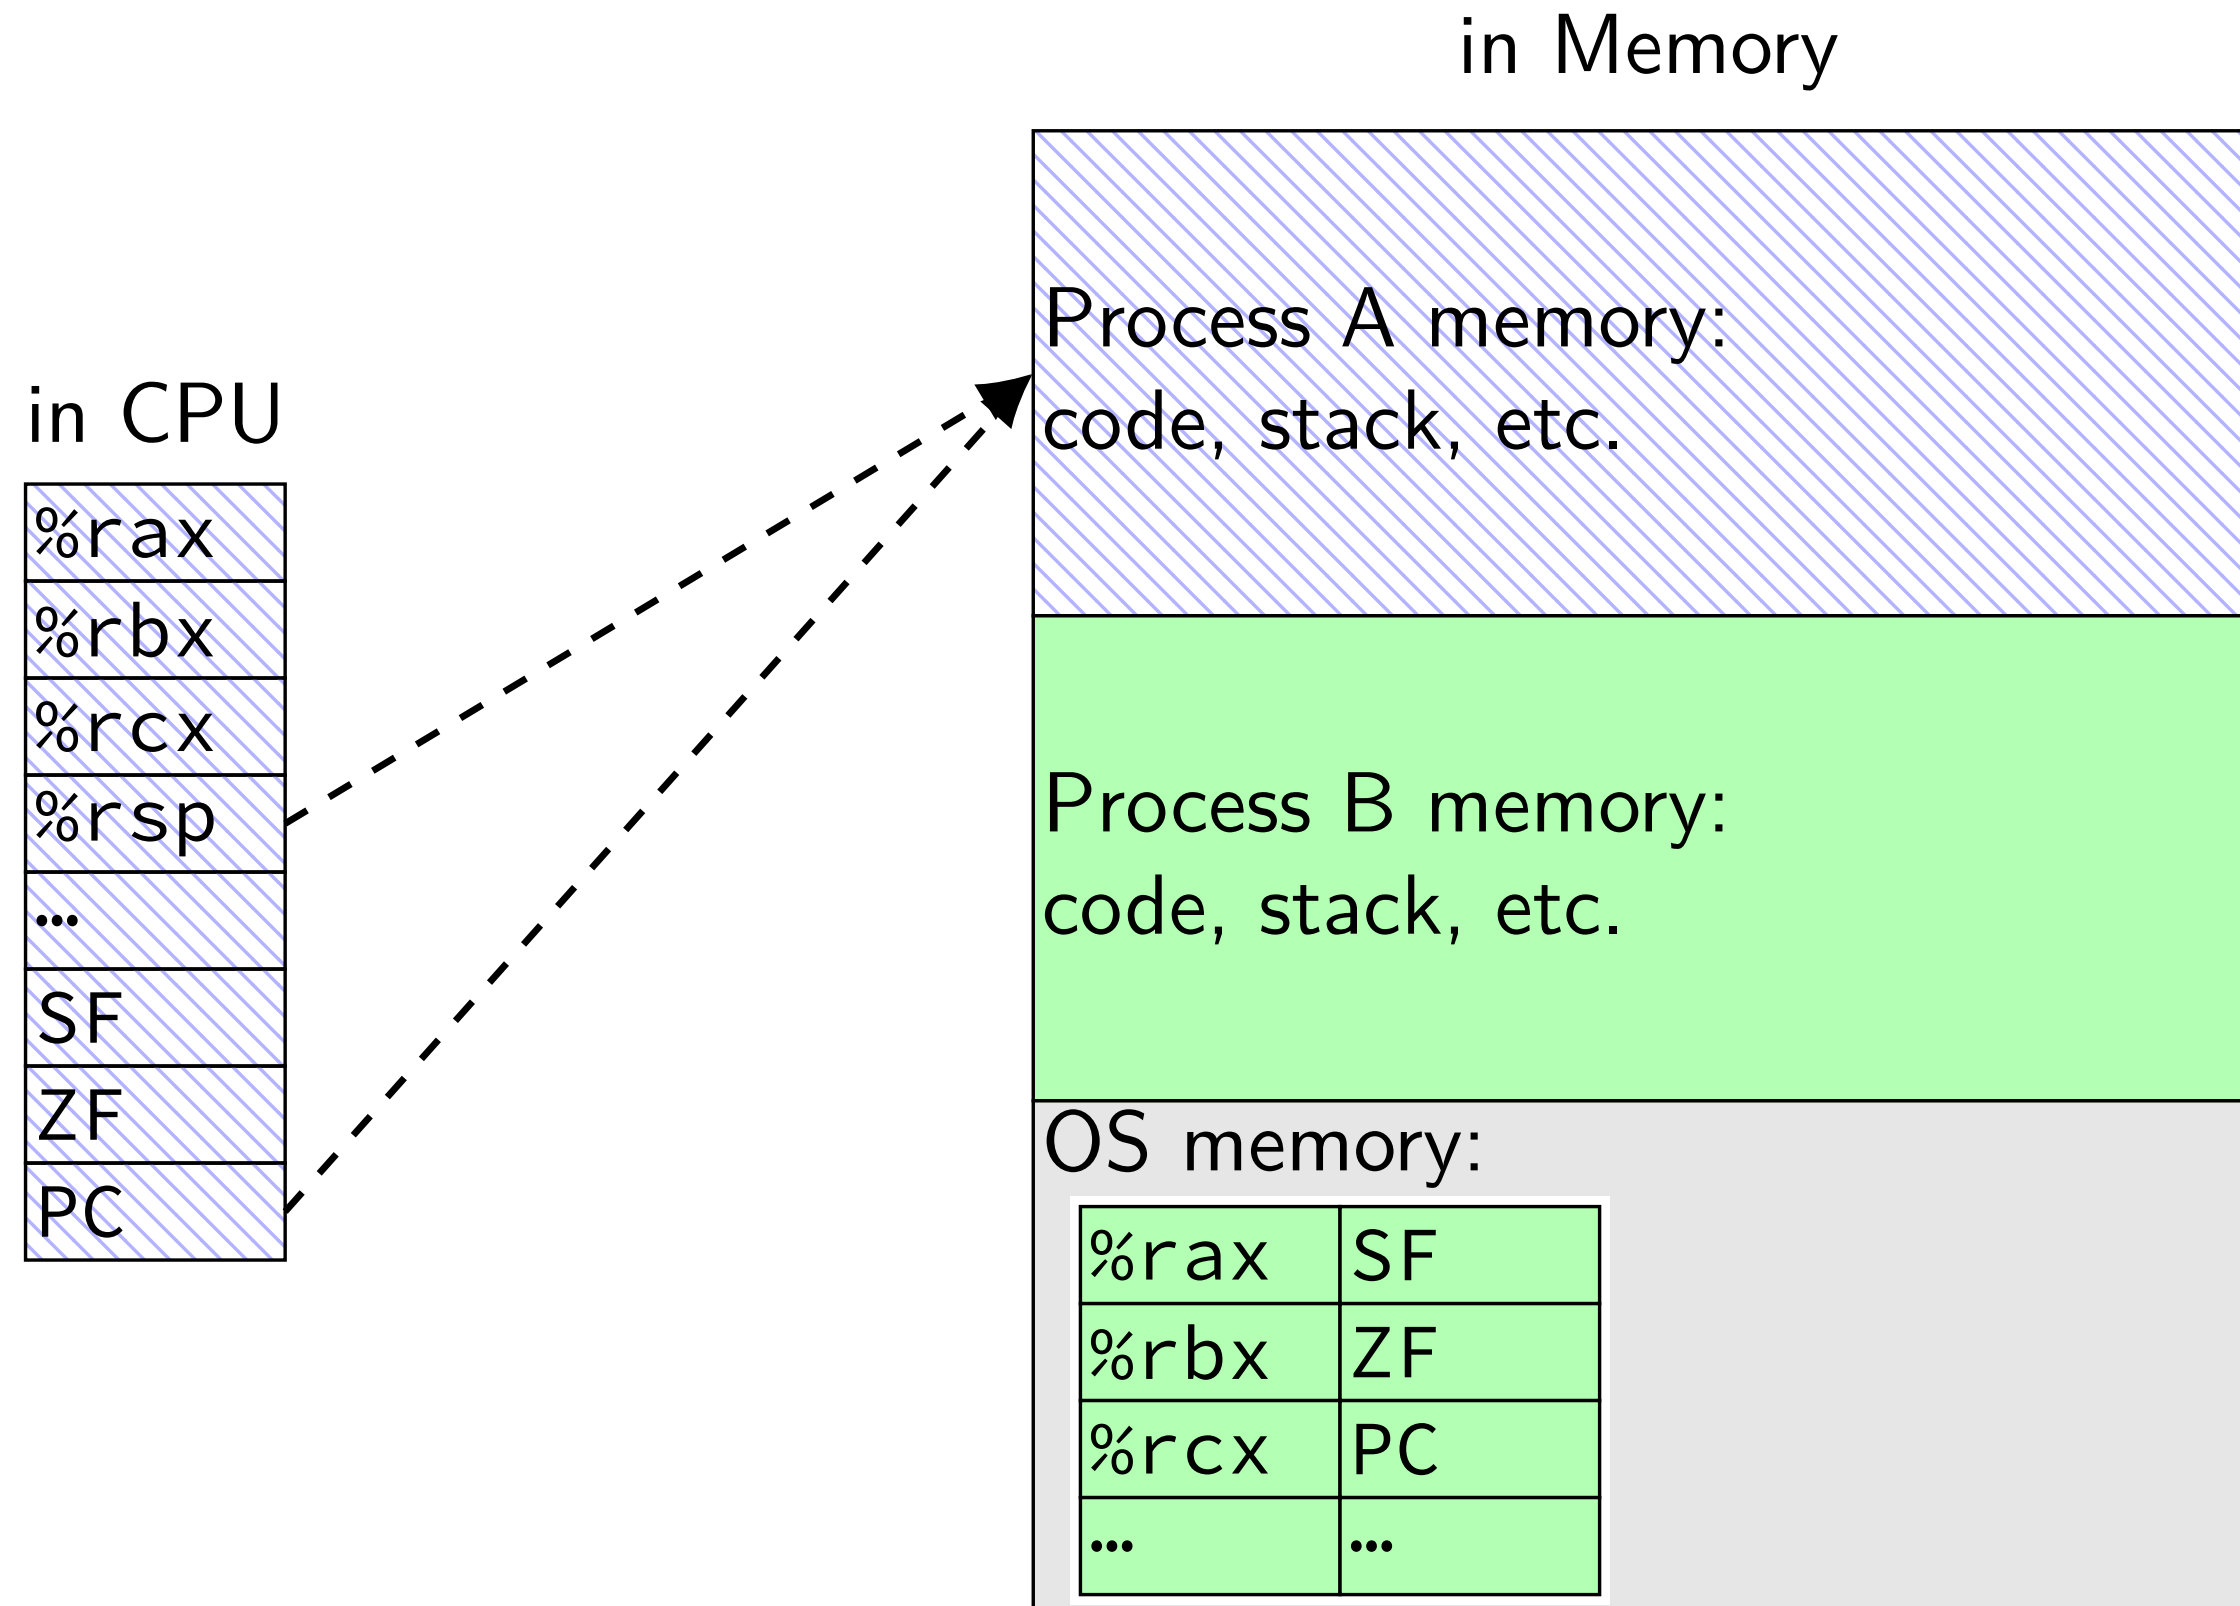 in Memory
Process A memory:
code, stack, etc.
in CPU
%rax
%rbx
%rcx
%rsp
…
SF
ZF
PC
Process B memory:
code, stack, etc.
OS memory:
%rax SF
%rbx ZF
%rcx PC
… …